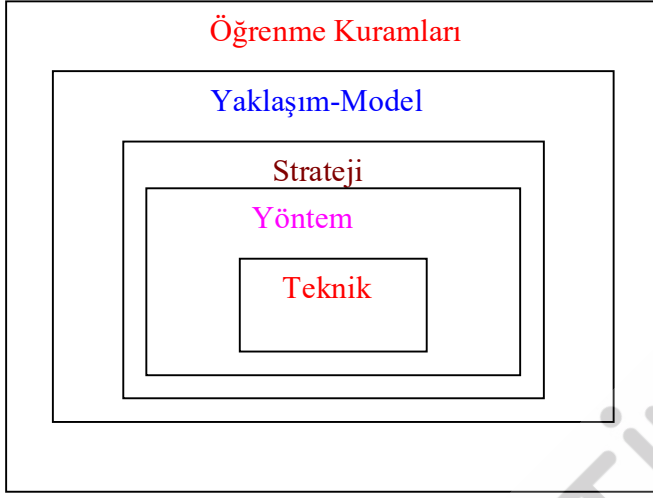 Öğrenme Kuramları
Yaklaşım-Model
Strateji
Yöntem
Teknik